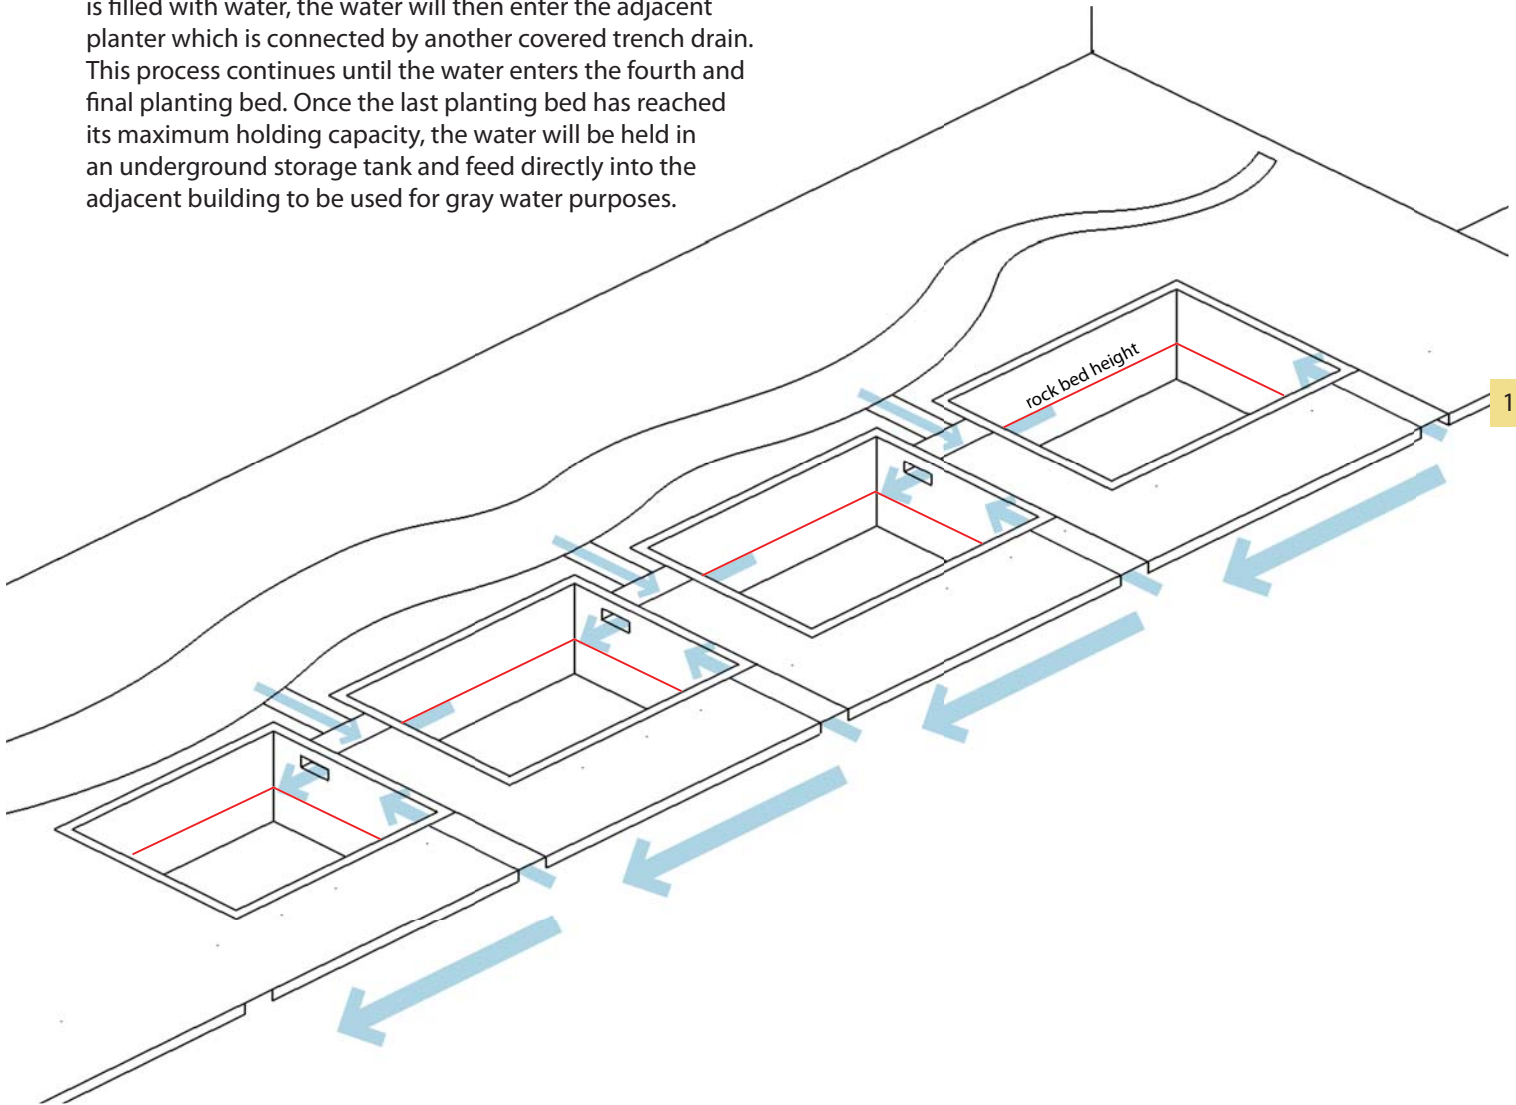 is filled with water, the water will then enter the adjacent
planter which is connected by another covered trench drain.
This process continues until the water enters the fourth and
final planting bed. Once the last planting bed has reached
its maximum holding capacity, the water will be held in
an underground storage tank and feed directly into the
adjacent building to be used for gray water purposes.
rock bed height
1